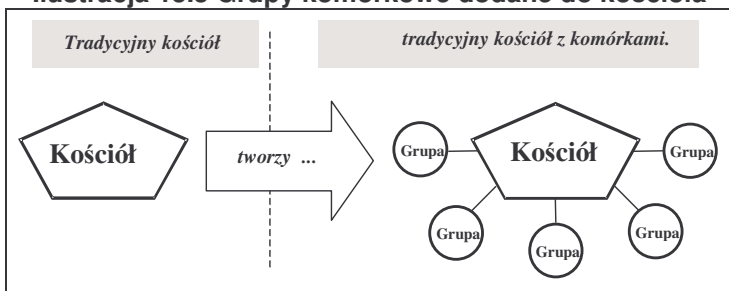 Ilustracja 10.3 Grupy komórkowe dodane do kościoła
Tradycyjny kościół
tradycyjny kościół z komórkami.
Kościół
tworzy ...
Kościół
Grupa
Grupa
Grupa
Grupa
Grupa